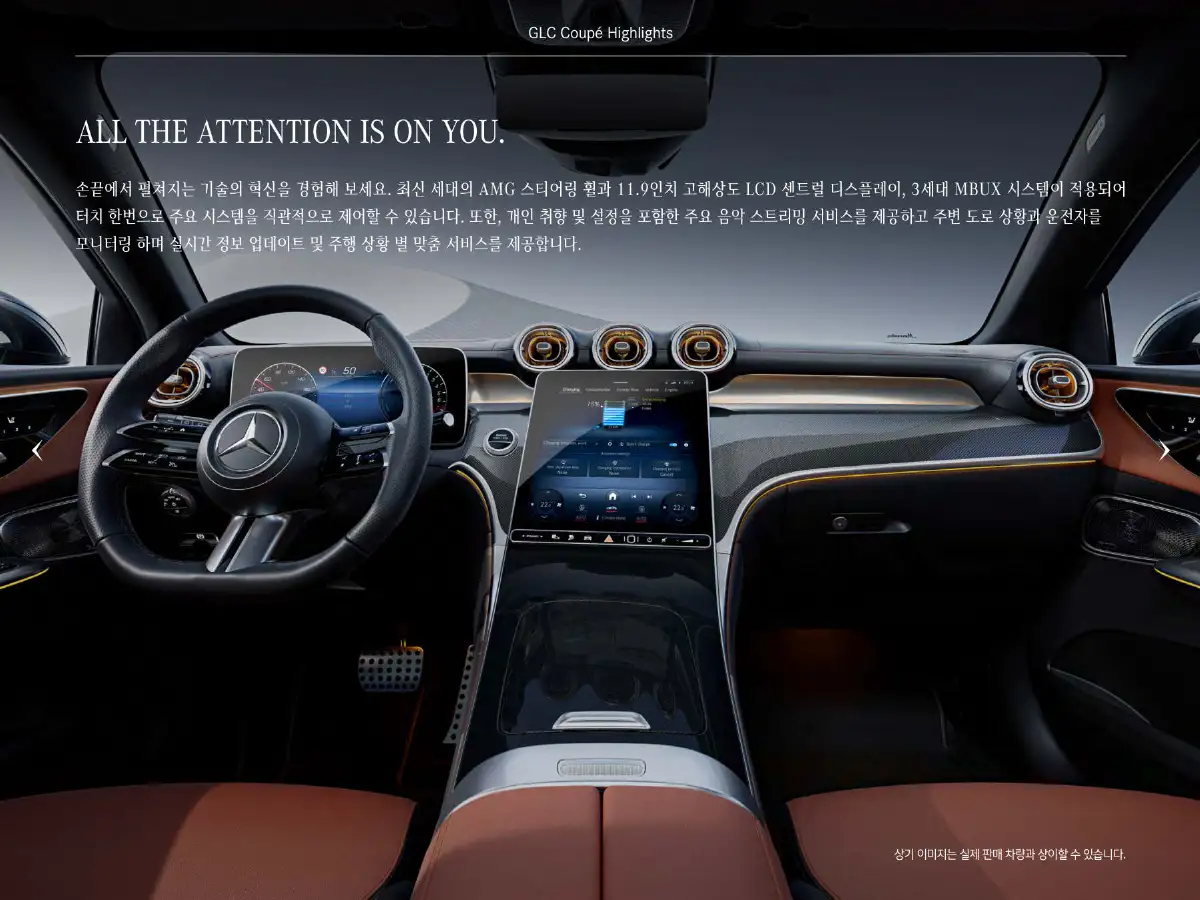 GLC Coupé Highlights
ALL THE ATTENTION IS ON YOU.
손끝에서 펼쳐지는 기술의 혁신을 경험해 보세요. 최신 세대의 AMG 스티어링 휠과 11.9인치 고해상도 LCD 센트럴 디스플레이, 3세대 MBUX 시스템이 적용되어
터치 한번으로 주요 시스템을 직관적으로 제어할 수 있습니다. 또한, 개인 취향 및 설정을 포함한 주요 음악 스트리밍 서비스를 제공하고 주변 도로 상황과 운전자를
모니터링 하며 실시간 정보 업데이트 및 주행 상황 별 맞춤 서비스를 제공합니다.
50
상기 이미지는 실제 판매 차량과 상이할 수 있습니다.